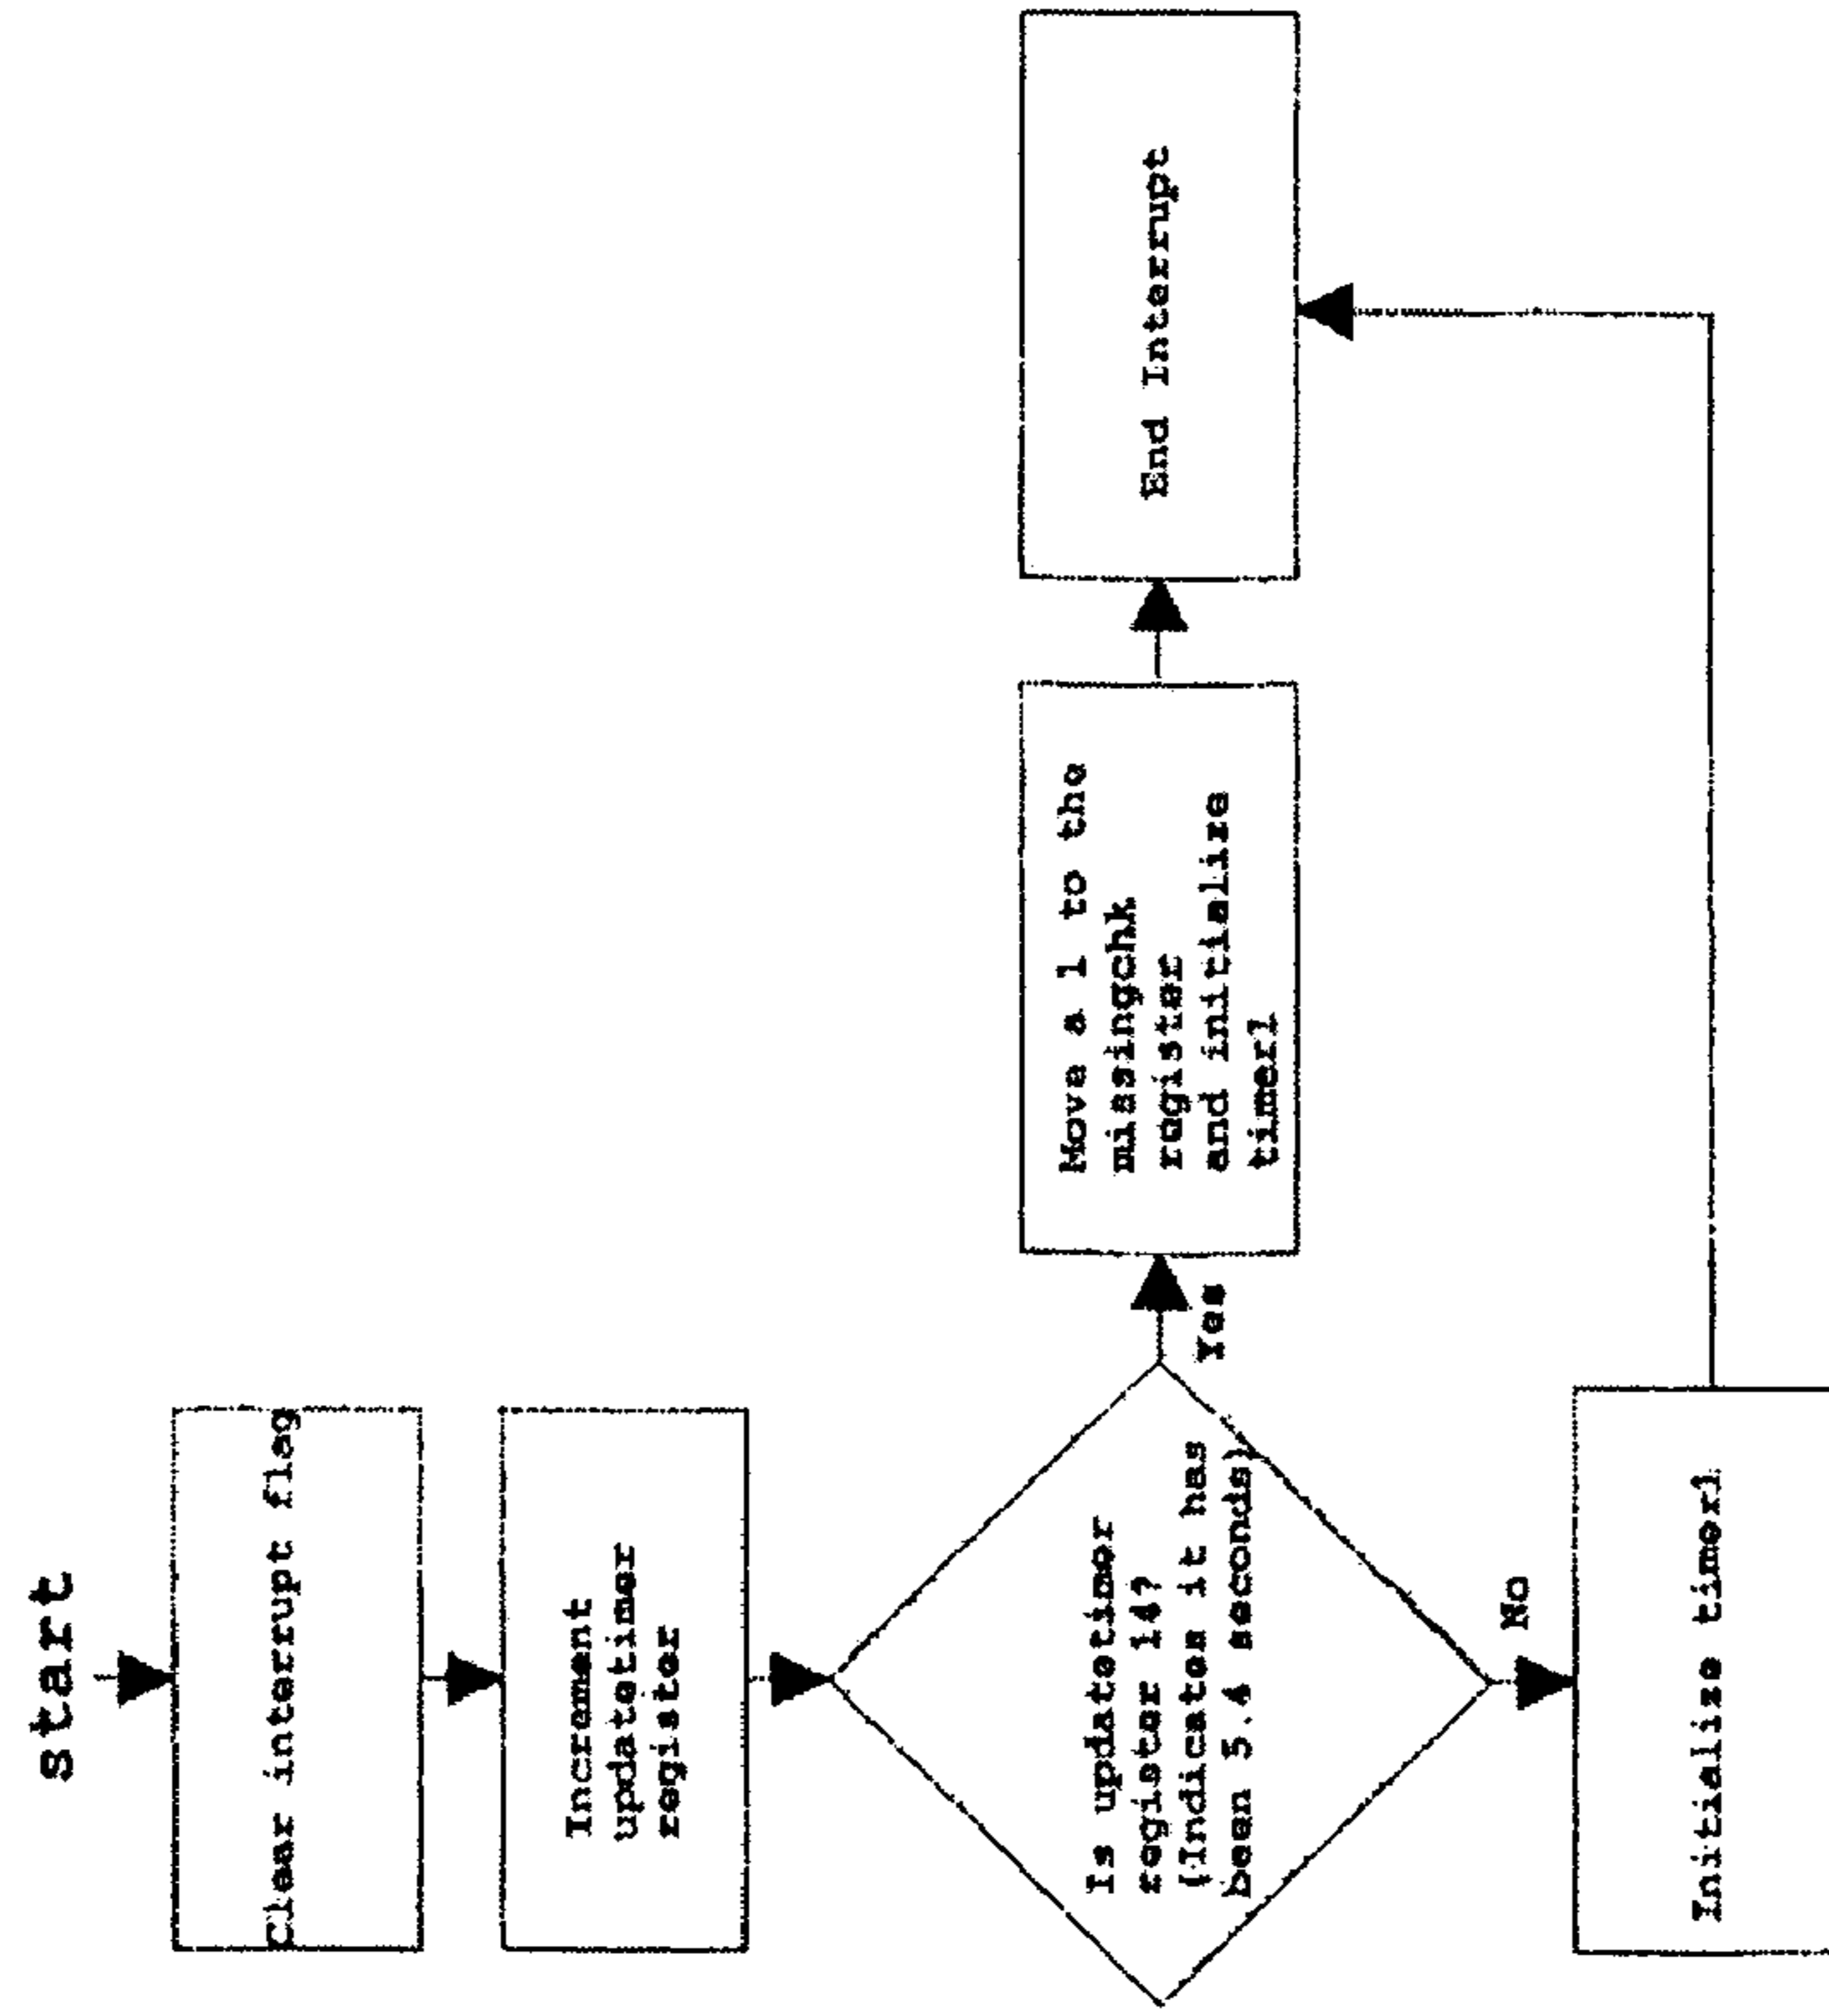 start
Clear interrupt flag
Increment
updatetimer
register
Is updatetimer
register 14?
(Indicates it has
been 5.4 seconds)
Yes
Move a 1 to the
missingchk
register
and initialize
timer1
End Interrupt
No
Initialize timer1